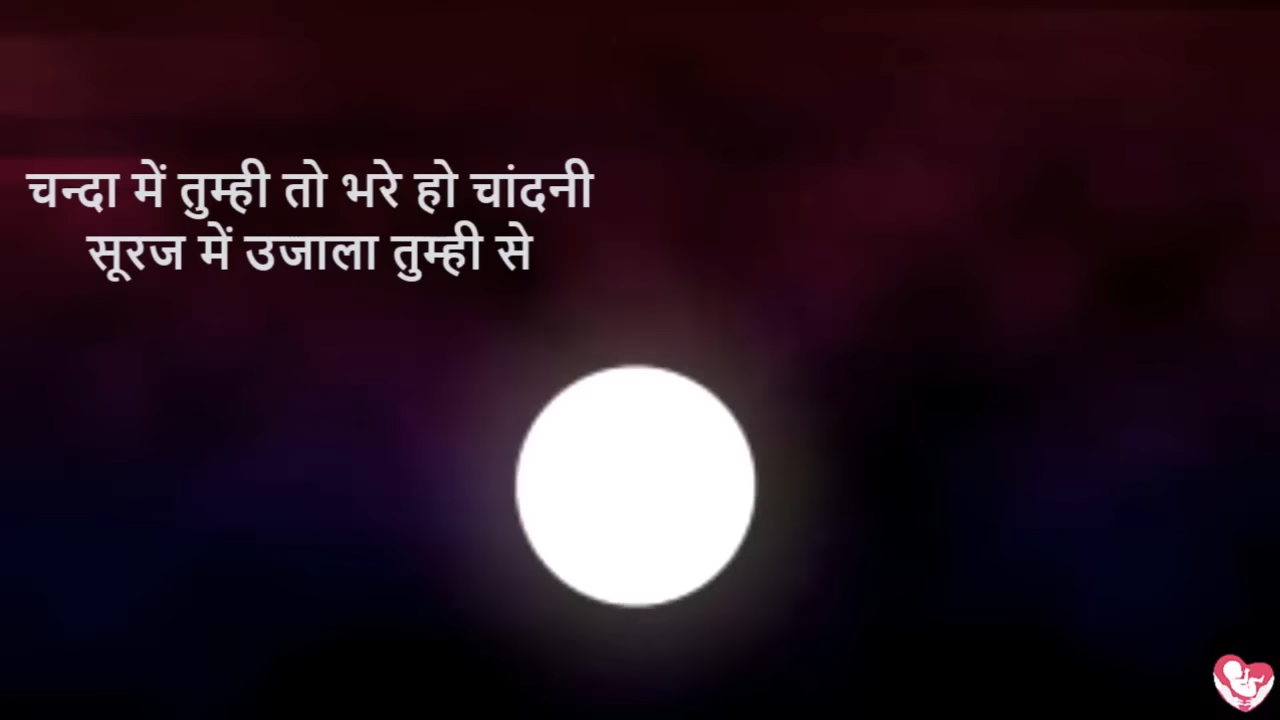 चन्दा में तुम्ही तो भरे हो चांदनी
सूरज में उजाला तुम्ही से